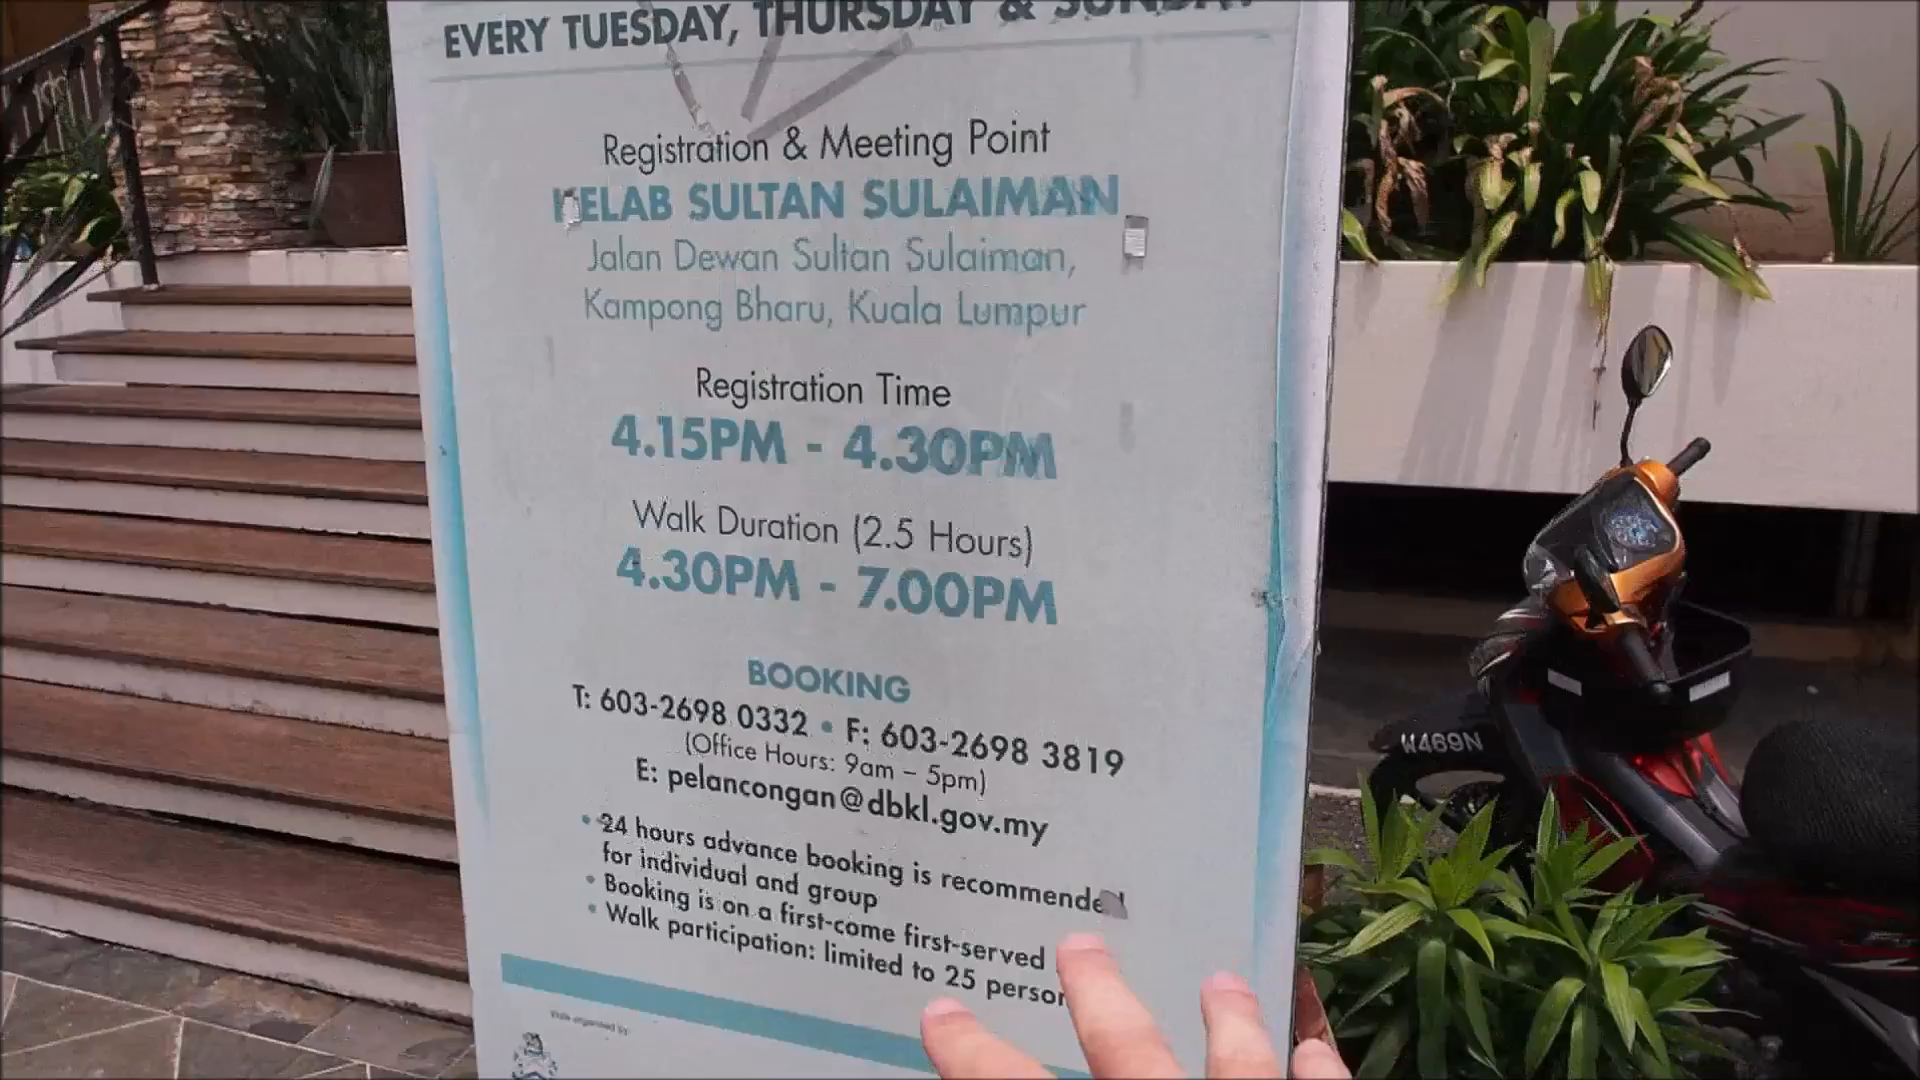 EVERY TUESDAY, THURSDAY & SUNDAY
Registration & Meeting Point
KELAB SULTAN SULAIMAN
Jalan Dewan Sultan Sulaiman,
Kampong Bharu, Kuala Lumpur
Registration Time
4.15PM - 4.30PM
Walk Duration (2.5 Hours)
4.30PM - 7.00PM
BOOKING
T: 603-2698 0332 • F: 603-2698 3819
(Office Hours: 9am – 5pm)
E: pelancongan@dbkl.gov.my
• 24 hours advance booking is recommended
for individual and group
• Booking is on a first-come first-served
• Walk participation: limited to 25 person
Walk organised by:
W469N